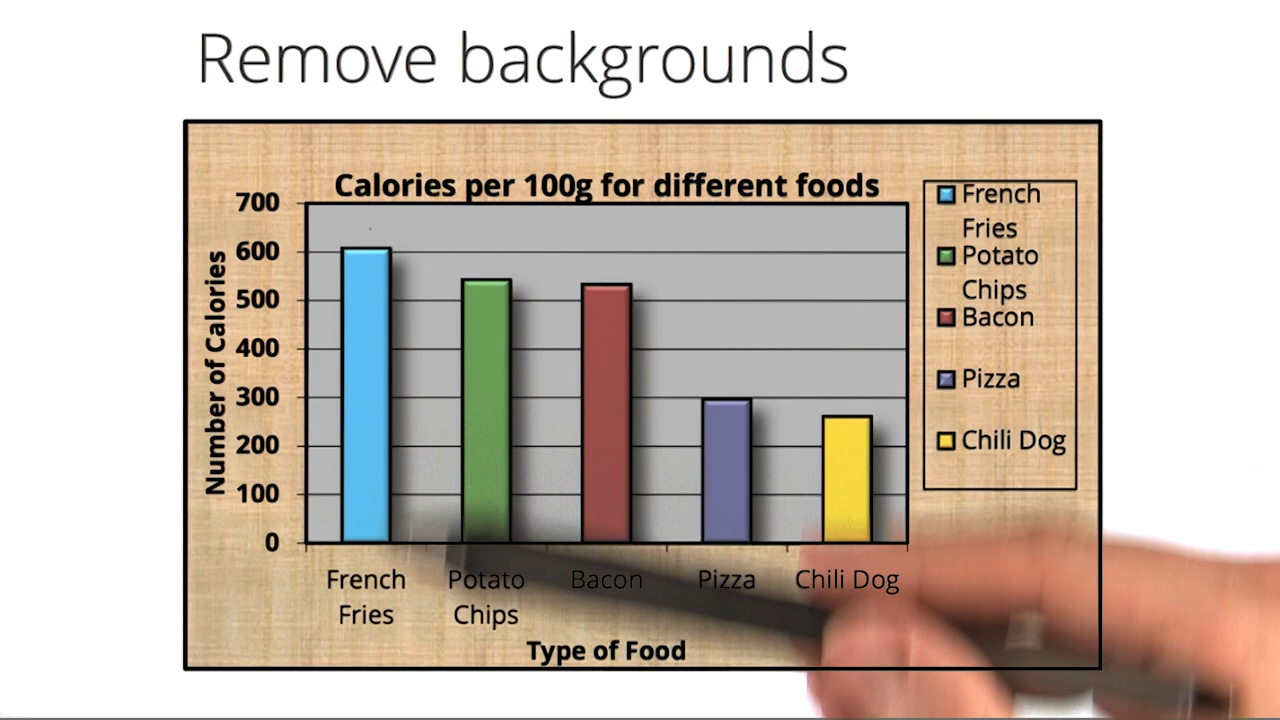 Remove backgrounds
Calories per 100g for different foods
700
600
500
400
300
200
100
0
Number of Calories
French
Fries
Potato
Chips
Bacon
Pizza
Chili Dog
Type of Food
French
Fries
Potato
Chips
Bacon
Pizza
Chili Dog